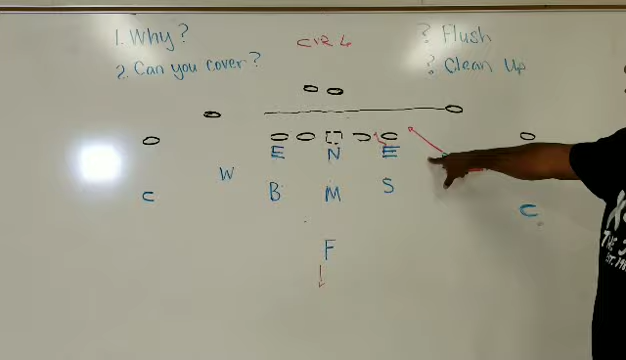 1. Why?
2. Can you cover?
? Flush
? Clean Up
E N E
W B M S
C C
F